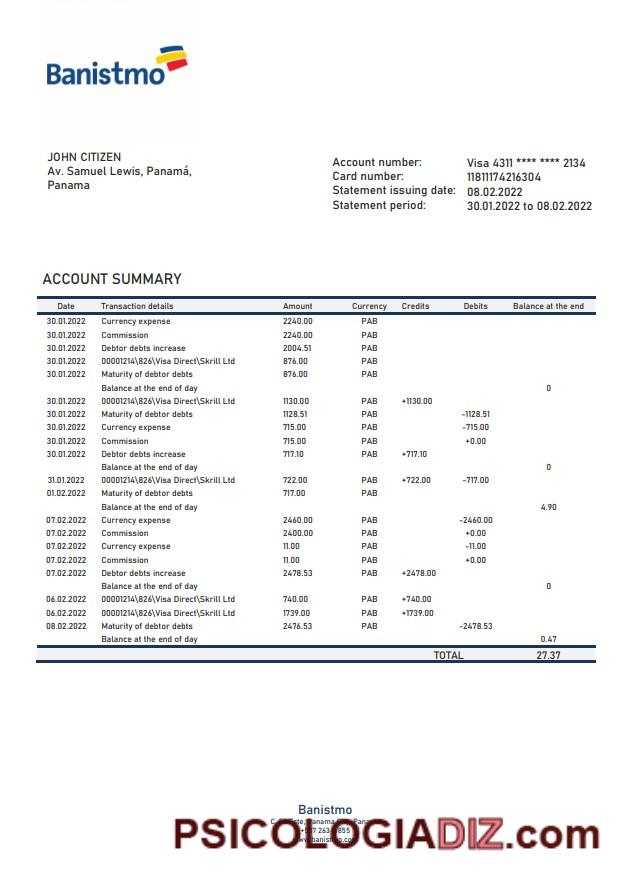 Banistmo
JOHN CITIZEN
Av. Samuel Lewis, Panamá,
Panama
Account number: Visa 4311 **** **** 2134
Card number: 11811174216304
Statement issuing date: 08.02.2022
Statement period: 30.01.2022 to 08.02.2022
ACCOUNT SUMMARY
Date Transaction details Amount Currency Credits Debits Balance at the end
30.01.2022 Currency expense 2240.00 PAB
30.01.2022 Commission 2240.00 PAB
30.01.2022 Debtor debts increase 2004.51 PAB
30.01.2022 00001214\826\Visa Direct\Skrill Ltd 876.00 PAB
30.01.2022 Maturity of debtor debts 876.00 PAB
Balance at the end of day 0
30.01.2022 00001214\826\Visa Direct\Skrill Ltd 1130.00 PAB +1130.00
30.01.2022 Maturity of debtor debts 1128.51 PAB -1128.51
30.01.2022 Currency expense 715.00 PAB -715.00
30.01.2022 Commission 715.00 PAB +0.00
30.01.2022 Debtor debts increase 717.10 PAB +717.10
Balance at the end of day 0
31.01.2022 00001214\826\Visa Direct\Skrill Ltd 722.00 PAB +722.00 -717.00
01.02.2022 Maturity of debtor debts 717.00 PAB
Balance at the end of day 4.90
07.02.2022 Currency expense 2460.00 PAB -2460.00
07.02.2022 Commission 2400.00 PAB +0.00
07.02.2022 Currency expense 11.00 PAB -11.00
07.02.2022 Commission 11.00 PAB +0.00
07.02.2022 Debtor debts increase 2478.53 PAB +2478.00
Balance at the end of day 0
06.02.2022 00001214\826\Visa Direct\Skrill Ltd 740.00 PAB +740.00
06.02.2022 00001214\826\Visa Direct\Skrill Ltd 1739.00 PAB +1739.00
08.02.2022 Maturity of debtor debts 2476.53 PAB -2478.53
Balance at the end of day 0.47
TOTAL 27.37
Banistmo
PSICOLOGIADIZ.com